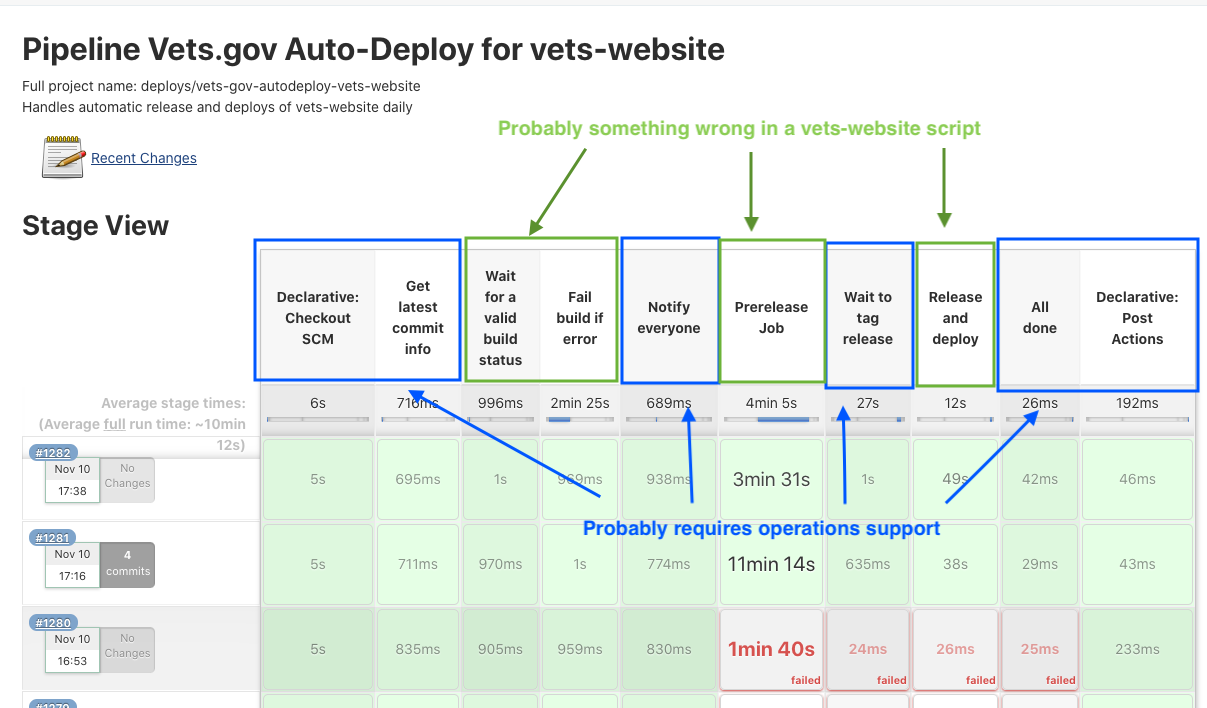 Pipeline Vets.gov Auto-Deploy for vets-website
Full project name: deploys/vets-gov-autodeploy-vets-website
Handles automatic release and deploys of vets-website daily
Probably something wrong in a vets-website script
Recent Changes
Stage View
Declarative:
Checkout
SCM
Get
latest
commit
info
Wait
for a
valid
build
status
Fail
build if
error
Notify
everyone
Prerelease
Job
Wait to
tag
release
Release
and
deploy
All
done
Declarative:
Post
Actions
Average stage times:
(Average full run time: ~10min
12s)
6s
716ms
996ms
2min 25s
689ms
4min 5s
27s
12s
26ms
192ms
#1282
Nov 10
17:38
No
Changes
5s
695ms
1s
969ms
938ms
3min 31s
1s
49s
42ms
46ms
Probably requires operations support
#1281
Nov 10
17:16
4
commits
5s
711ms
970ms
1s
774ms
11min 14s
635ms
38s
29ms
43ms
#1280
Nov 10
16:53
No
Changes
5s
835ms
905ms
959ms
830ms
1min 40s
failed
24ms
failed
26ms
failed
25ms
failed
233ms